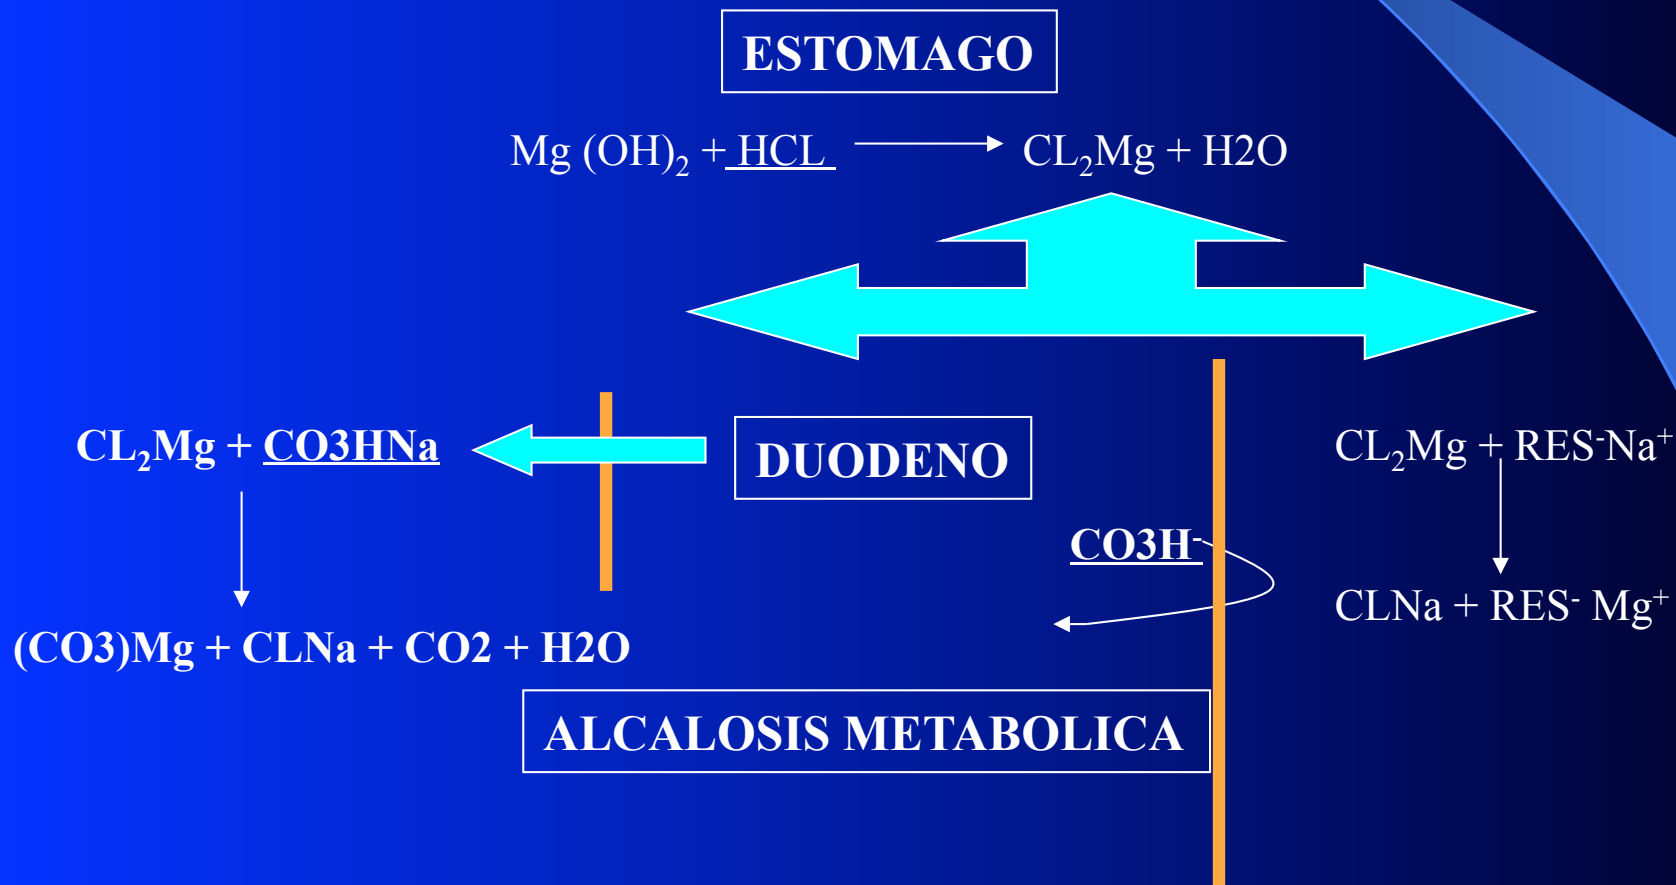 ESTOMAGO
Mg (OH)₂ + HCL → CL₂Mg + H2O
CL₂Mg + CO3HNa
DUODENO
CL₂Mg + RES⁻Na⁺
CO3H⁻
CLNa + RES⁻ Mg⁺
(CO3)Mg + CLNa + CO2 + H2O
ALCALOSIS METABOLICA